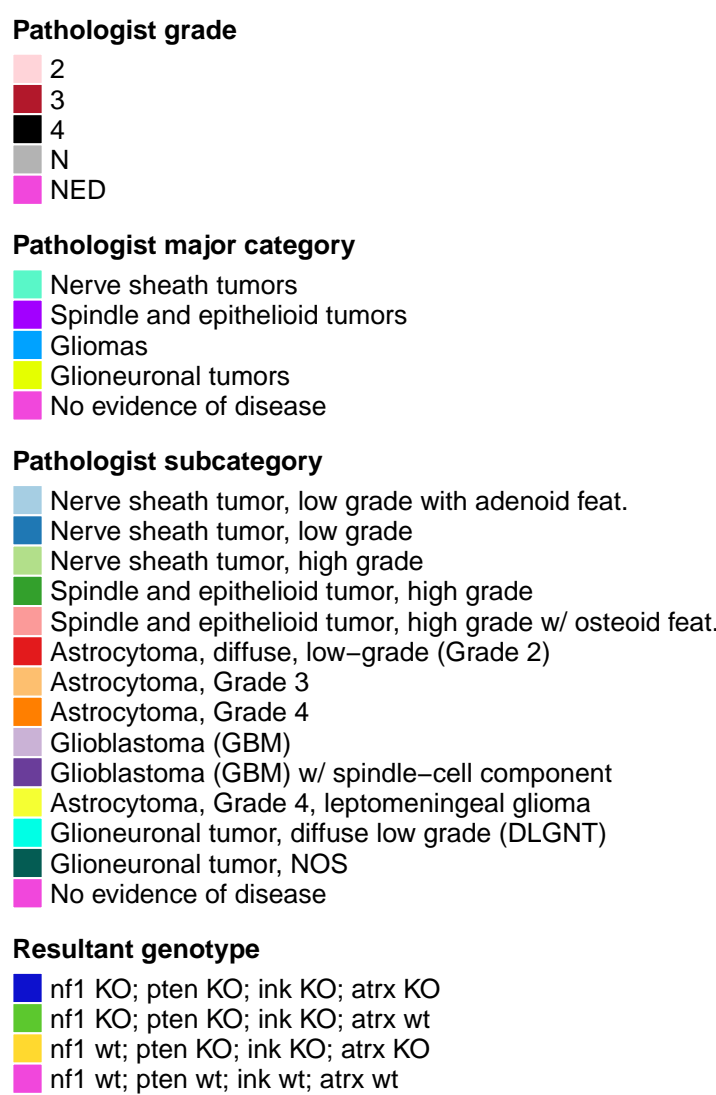 Pathologist grade
2
3
4
N
NED
Pathologist major category
Nerve sheath tumors
Spindle and epithelioid tumors
Gliomas
Glioneuronal tumors
No evidence of disease
Pathologist subcategory
Nerve sheath tumor, low grade with adenoid feat.
Nerve sheath tumor, low grade
Nerve sheath tumor, high grade
Spindle and epithelioid tumor, high grade
Spindle and epithelioid tumor, high grade w/ osteoid feat.
Astrocytoma, diffuse, low−grade (Grade 2)
Astrocytoma, Grade 3
Astrocytoma, Grade 4
Glioblastoma (GBM)
Glioblastoma (GBM) w/ spindle−cell component
Astrocytoma, Grade 4, leptomeningeal glioma
Glioneuronal tumor, diffuse low grade (DLGNT)
Glioneuronal tumor, NOS
No evidence of disease
Resultant genotype
nf1 KO; pten KO; ink KO; atrx KO
nf1 KO; pten KO; ink KO; atrx wt
nf1 wt; pten KO; ink KO; atrx KO
nf1 wt; pten wt; ink wt; atrx wt